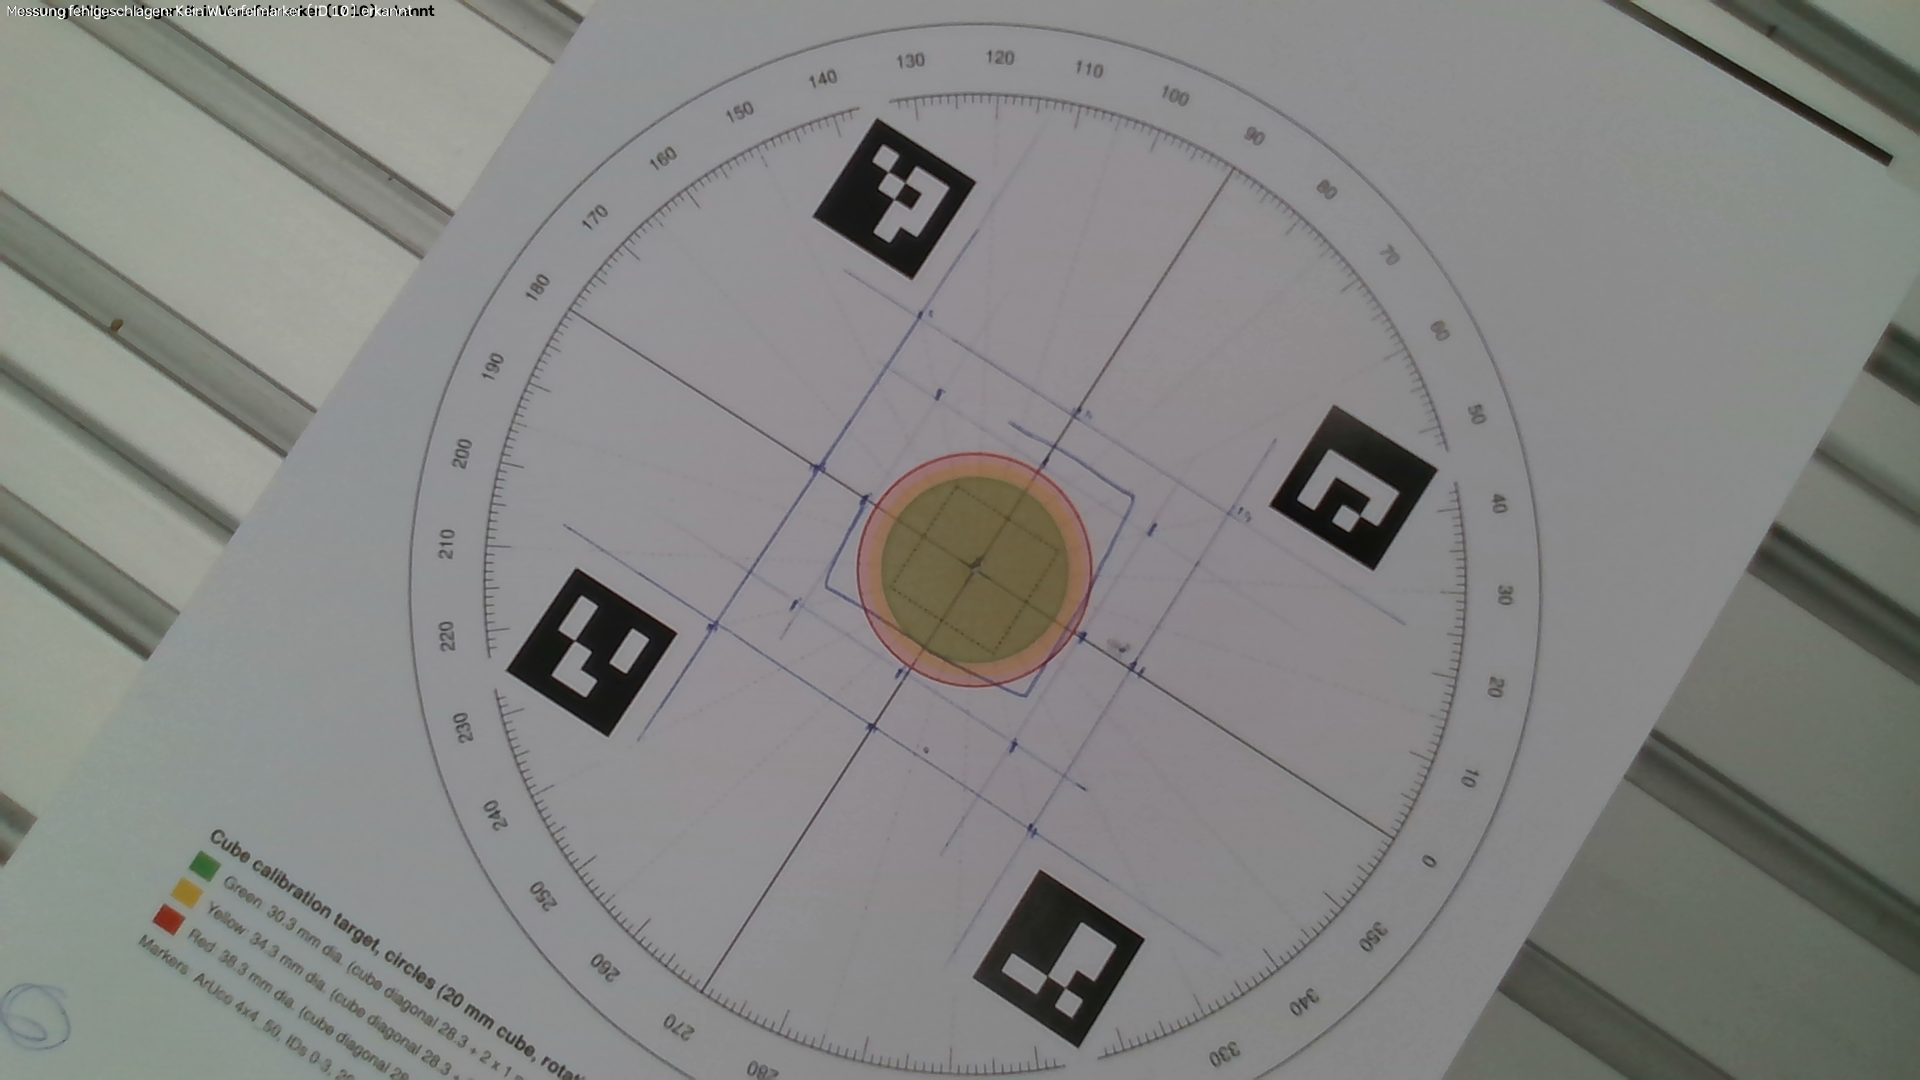 Messung fehlgeschlagen: Kein Wuerfelmarker (ID 10) erkannt
130 120 110
140 100
150 90
160 80
170 70
180 60
190 50
200 40
210 30
220 20
230 10
240 0
250 350
260 340
270 330
280
Cube calibration target, circles (20 mm cube, rotati
Green: 30.3 mm dia. (cube diagonal 28.3 + 2 x 1
Yellow: 34.3 mm dia. (cube diagonal 28.3 +
Red: 38.3 mm dia. (cube diagonal 28
Markers: ArUco 4x4_50, IDs 0-3, 20